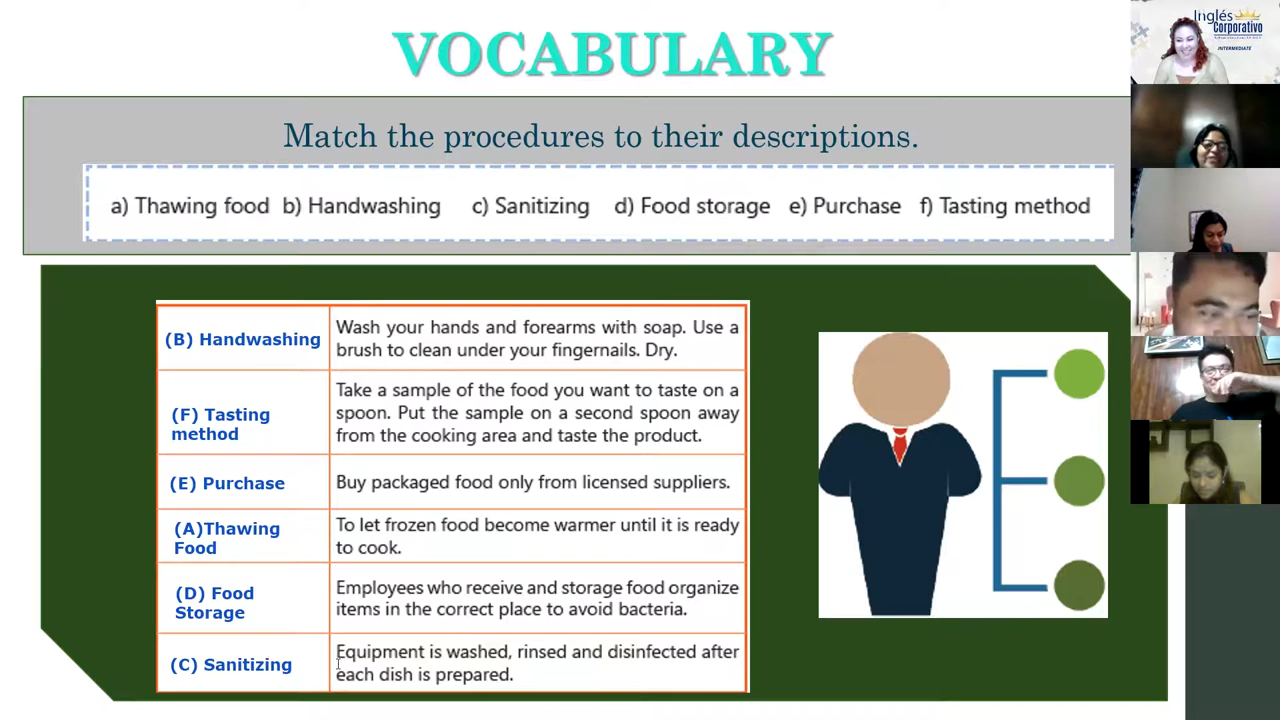 VOCABULARY
Match the procedures to their descriptions.
a) Thawing food b) Handwashing c) Sanitizing d) Food storage e) Purchase f) Tasting method
(B) Handwashing
Wash your hands and forearms with soap. Use a
brush to clean under your fingernails. Dry.
(F) Tasting
method
Take a sample of the food you want to taste on a
spoon. Put the sample on a second spoon away
from the cooking area and taste the product.
(E) Purchase
Buy packaged food only from licensed suppliers.
(A)Thawing
Food
To let frozen food become warmer until it is ready
to cook.
(D) Food
Storage
Employees who receive and storage food organize
items in the correct place to avoid bacteria.
(C) Sanitizing
Equipment is washed, rinsed and disinfected after
each dish is prepared.
Inglés
Corporativo
INTERMEDIATE